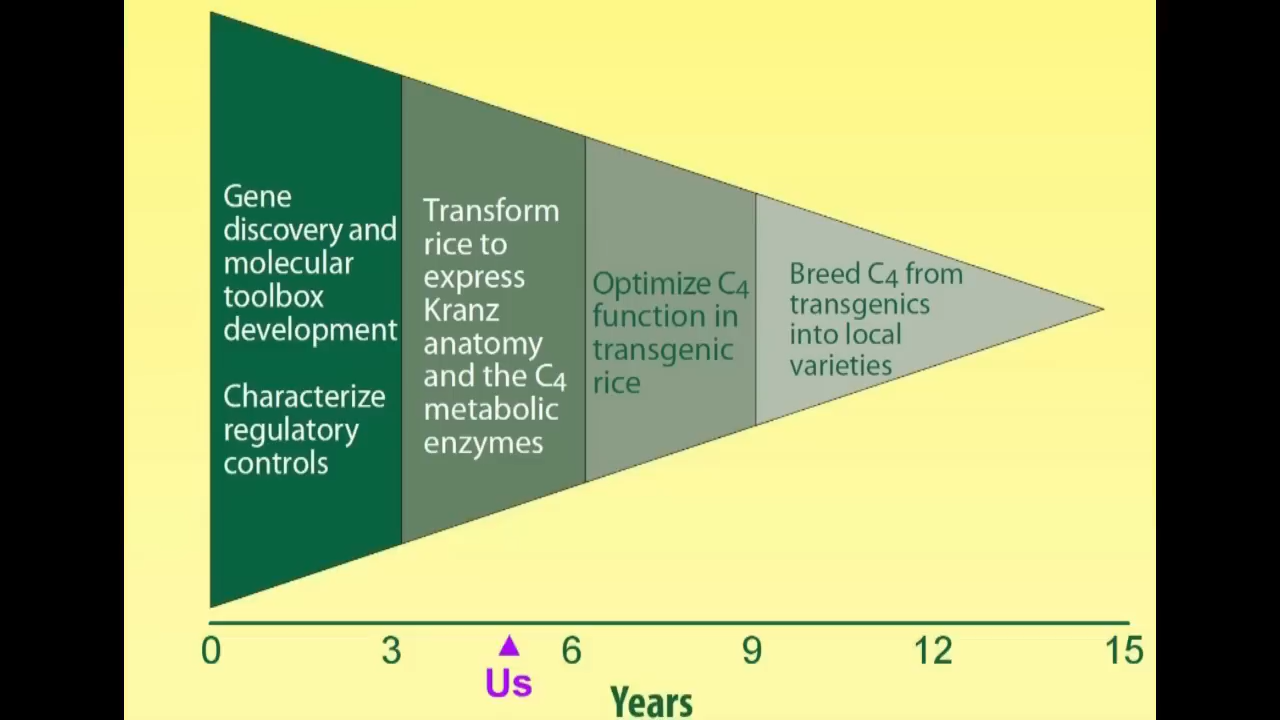 Gene
discovery and
molecular
toolbox
development
Characterize
regulatory
controls
Transform
rice to
express
Kranz
anatomy
and the C4
metabolic
enzymes
Optimize C4
function in
transgenic
rice
Breed C4 from
transgenics
into local
varieties
0 3 6 9 12 15
Us
Years